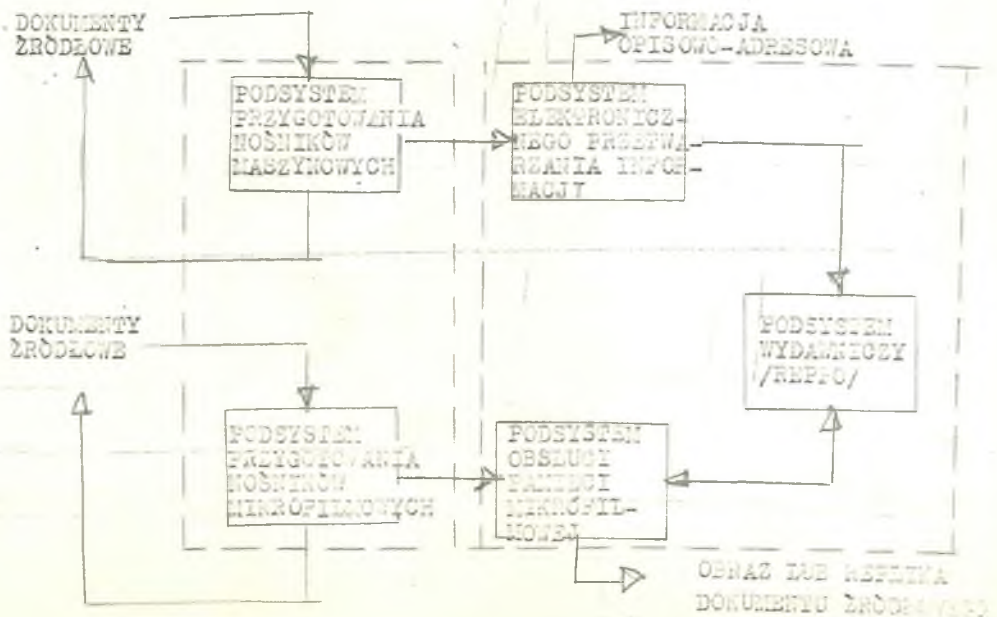 DOKUMENTY
ŹRÓDŁOWE
INFORMACJA
OPISOWO-ADRESOWA
PODSYSTEM
PRZYGOTOWANIA
NOŚNIKÓW
MASZYNOWYCH
PODSYSTEM
ELEKTRONICZ-
NEGO PRZETWA-
RZANIA INFOR-
MACJI
DOKUMENTY
ŹRÓDŁOWE
PODSYSTEM
WYDAWNICZY
/REPRO/
PODSYSTEM
PRZYGOTOWANIA
NOŚNIKÓW
MIKROFILMOWYCH
PODSYSTEM
OBSŁUGI
PAMIĘCI
MIKROFIL-
MOWEJ
OBRAZ LUB REPLIKA
DOKUMENTU ŹRÓDŁOWEGO